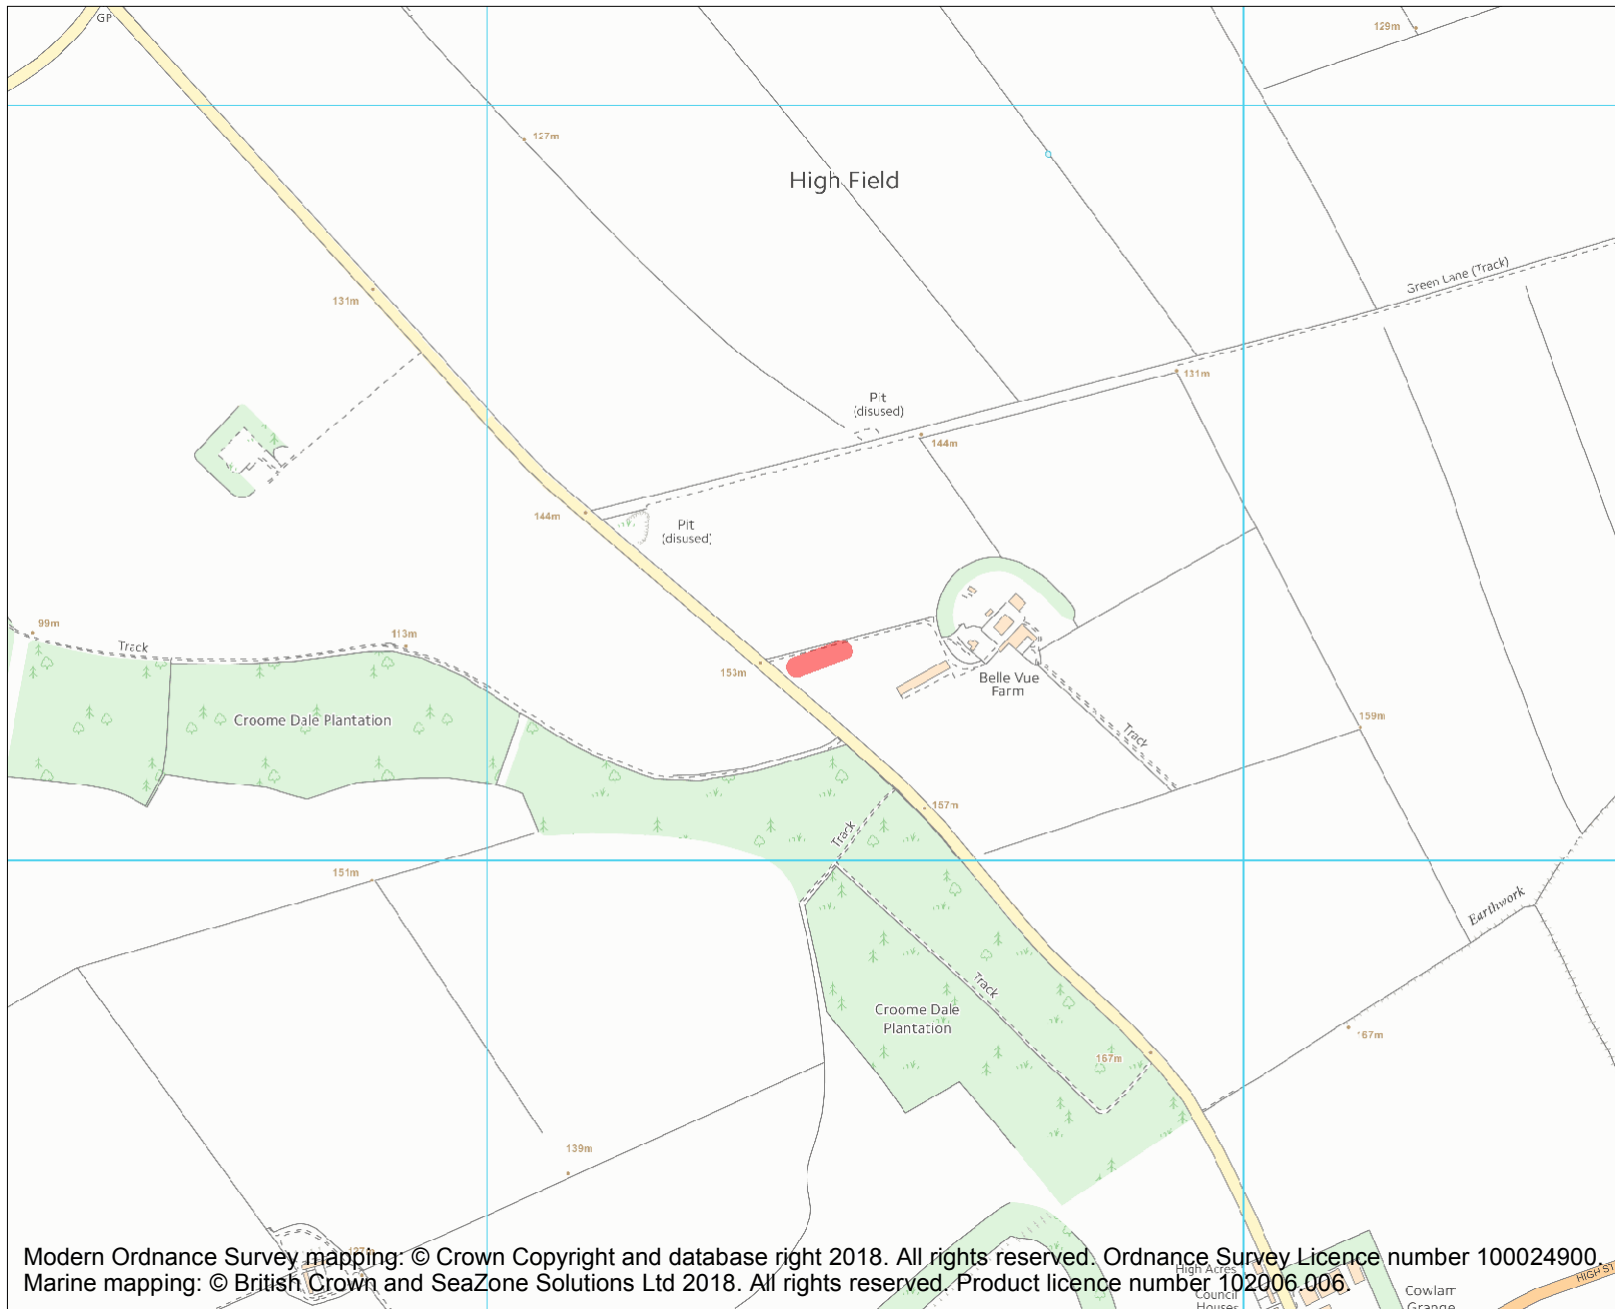 GP
129m
127m
High Field
Green Lane (Track)
131m
131m
Pit
(disused)
144m
144m
Pit
(disused)
99m
Track
113m
153m
Belle Vue
Farm
Croome Dale Plantation
159m
Track
157m
Track
151m
Earthwork
Track
Croome Dale
Plantation
167m
167m
139m
Modern Ordnance Survey mapping: © Crown Copyright and database right 2018. All rights reserved. Ordnance Survey Licence number 100024900.
Marine mapping: © British Crown and SeaZone Solutions Ltd 2018. All rights reserved. Product licence number 102006.006.
High Acres
Council
Houses
Cowlam
Grange
HIGH ST